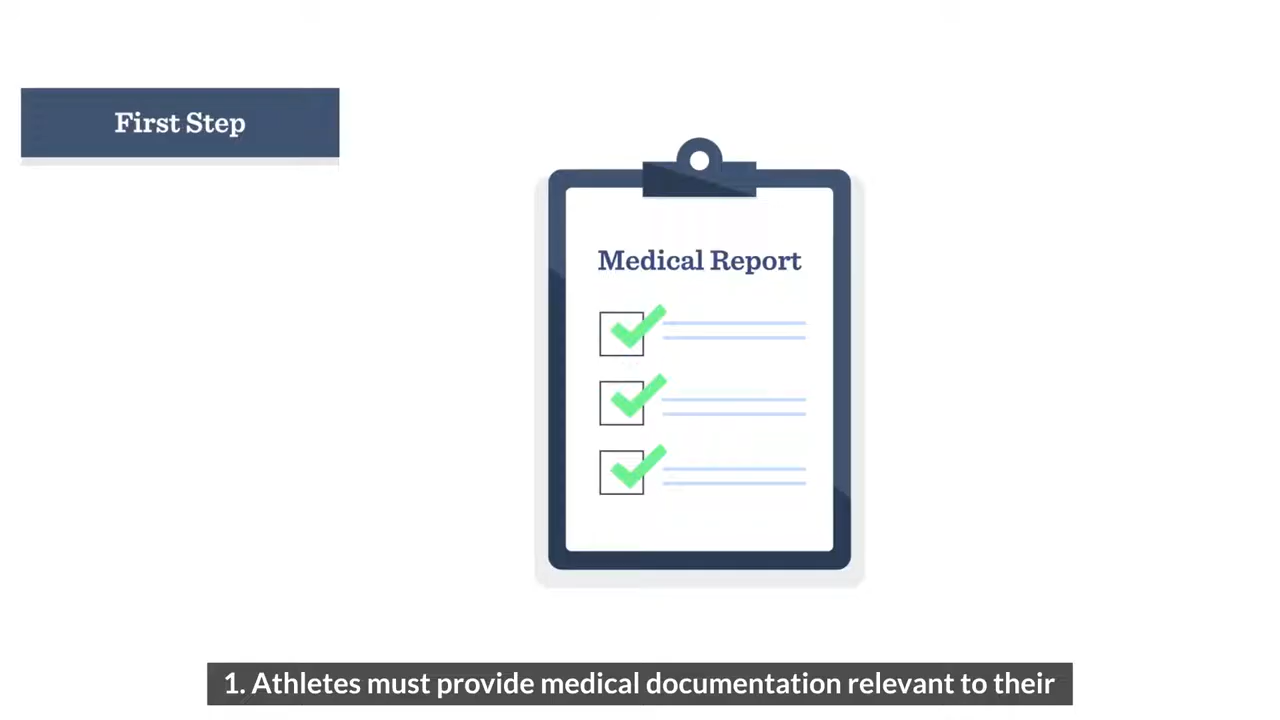 First Step
Medical Report
1. Athletes must provide medical documentation relevant to their